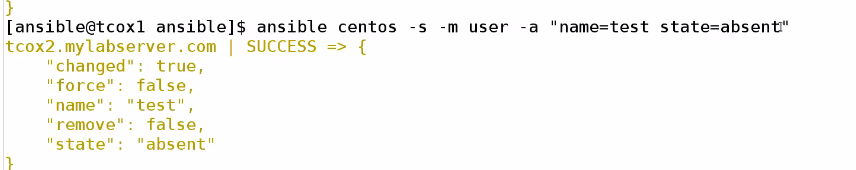 }
[ansible@tcox1 ansible]$ ansible centos -s -m user -a "name=test state=absent"
tcox2.mylabserver.com | SUCCESS => {
    "changed": true,
    "force": false,
    "name": "test",
    "remove": false,
    "state": "absent"
}